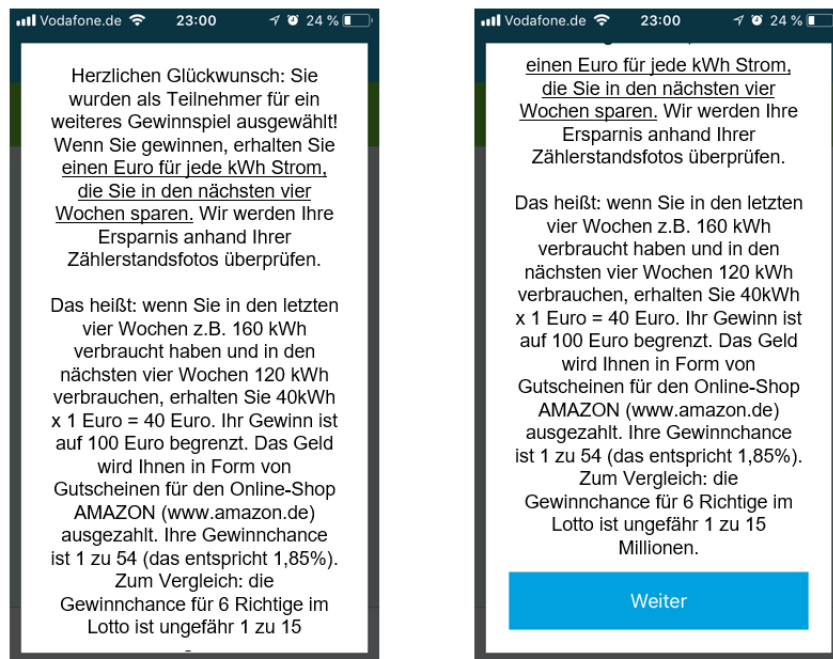 Vodafone.de 23:00 24 %
Herzlichen Glückwunsch: Sie
wurden als Teilnehmer für ein
weiteres Gewinnspiel ausgewählt!
Wenn Sie gewinnen, erhalten Sie
einen Euro für jede kWh Strom,
die Sie in den nächsten vier
Wochen sparen. Wir werden Ihre
Ersparnis anhand Ihrer
Zählerstandsfotos überprüfen.
Das heißt: wenn Sie in den letzten
vier Wochen z.B. 160 kWh
verbraucht haben und in den
nächsten vier Wochen 120 kWh
verbrauchen, erhalten Sie 40kWh
x 1 Euro = 40 Euro. Ihr Gewinn ist
auf 100 Euro begrenzt. Das Geld
wird Ihnen in Form von
Gutscheinen für den Online-Shop
AMAZON (www.amazon.de)
ausgezahlt. Ihre Gewinnchance
ist 1 zu 54 (das entspricht 1,85%).
Zum Vergleich: die
Gewinnchance für 6 Richtige im
Lotto ist ungefähr 1 zu 15
Vodafone.de 23:00 24 %
einen Euro für jede kWh Strom,
die Sie in den nächsten vier
Wochen sparen. Wir werden Ihre
Ersparnis anhand Ihrer
Zählerstandsfotos überprüfen.
Das heißt: wenn Sie in den letzten
vier Wochen z.B. 160 kWh
verbraucht haben und in den
nächsten vier Wochen 120 kWh
verbrauchen, erhalten Sie 40kWh
x 1 Euro = 40 Euro. Ihr Gewinn ist
auf 100 Euro begrenzt. Das Geld
wird Ihnen in Form von
Gutscheinen für den Online-Shop
AMAZON (www.amazon.de)
ausgezahlt. Ihre Gewinnchance
ist 1 zu 54 (das entspricht 1,85%).
Zum Vergleich: die
Gewinnchance für 6 Richtige im
Lotto ist ungefähr 1 zu 15
Millionen.
Weiter